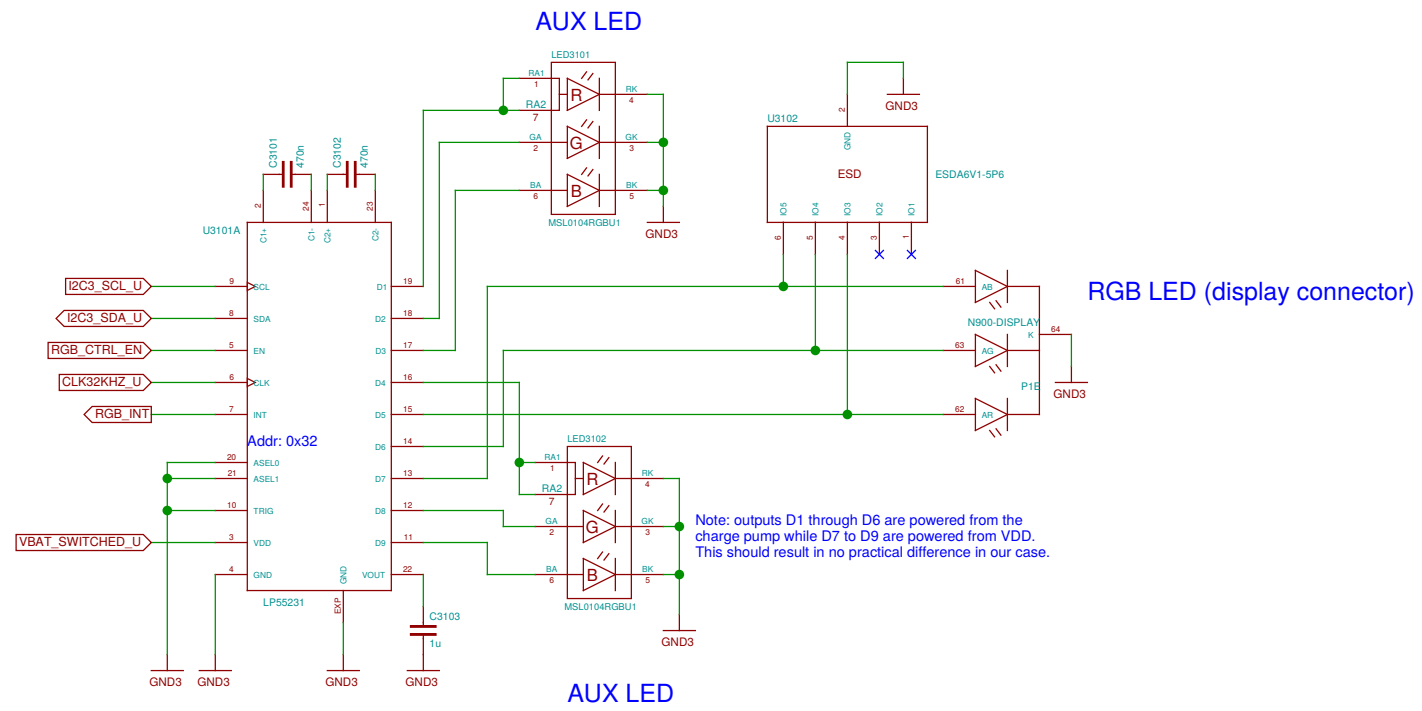 AUX LED
LED3101
RA1
1
RA2
7
R
RK
4
GA
2
G
GK
3
BA
6
B
BK
5
MSL0104RGBU1
GND3
GND3
U3102
2
GND
ESD
ESDA6V1-5P6
IO5
IO4
IO3
IO2
IO1
6
5
4
3
1
C3101
470n
C3102
470n
2
24
1
23
U3101A
C1+
C1-
C2+
C2-
I2C3_SCL_U
9
SCL
I2C3_SDA_U
8
SDA
RGB_CTRL_EN
5
EN
CLK32KHZ_U
6
CLK
RGB_INT
7
INT
Addr: 0x32
20
ASEL0
21
ASEL1
10
TRIG
VBAT_SWITCHED_U
3
VDD
4
GND
GND
EXP
LP55231
D1
19
D2
18
D3
17
D4
16
D5
15
D6
14
D7
13
D8
12
D9
11
VOUT
22
C3103
1u
GND3
GND3
GND3
GND3
61
AB
N900-DISPLAY
K
64
63
AG
P1E
62
AR
GND3
RGB LED (display connector)
LED3102
RA1
1
RA2
7
R
RK
4
GA
2
G
GK
3
BA
6
B
BK
5
MSL0104RGBU1
GND3
Note: outputs D1 through D6 are powered from the
charge pump while D7 to D9 are powered from VDD.
This should result in no practical difference in our case.
AUX LED